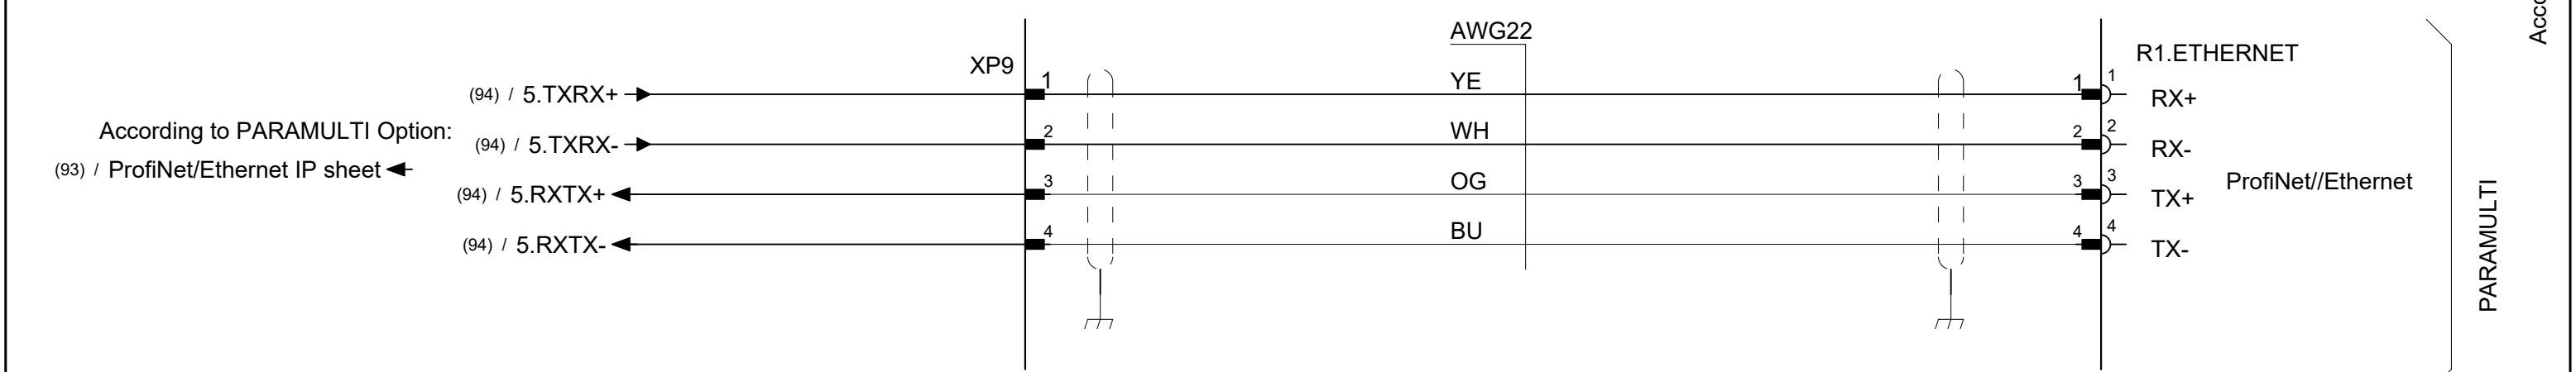 Acco
AWG22
R1.ETHERNET
XP9
(94) / 5.TXRX+ 1 YE 1 1 RX+
According to PARAMULTI Option:
(94) / 5.TXRX- 2 WH 2 2 RX-
(93) / ProfiNet/Ethernet IP sheet
(94) / 5.RXTX+ 3 OG 3 3 TX+
ProfiNet//Ethernet
(94) / 5.RXTX- 4 BU 4 4 TX-
PARAMULTI